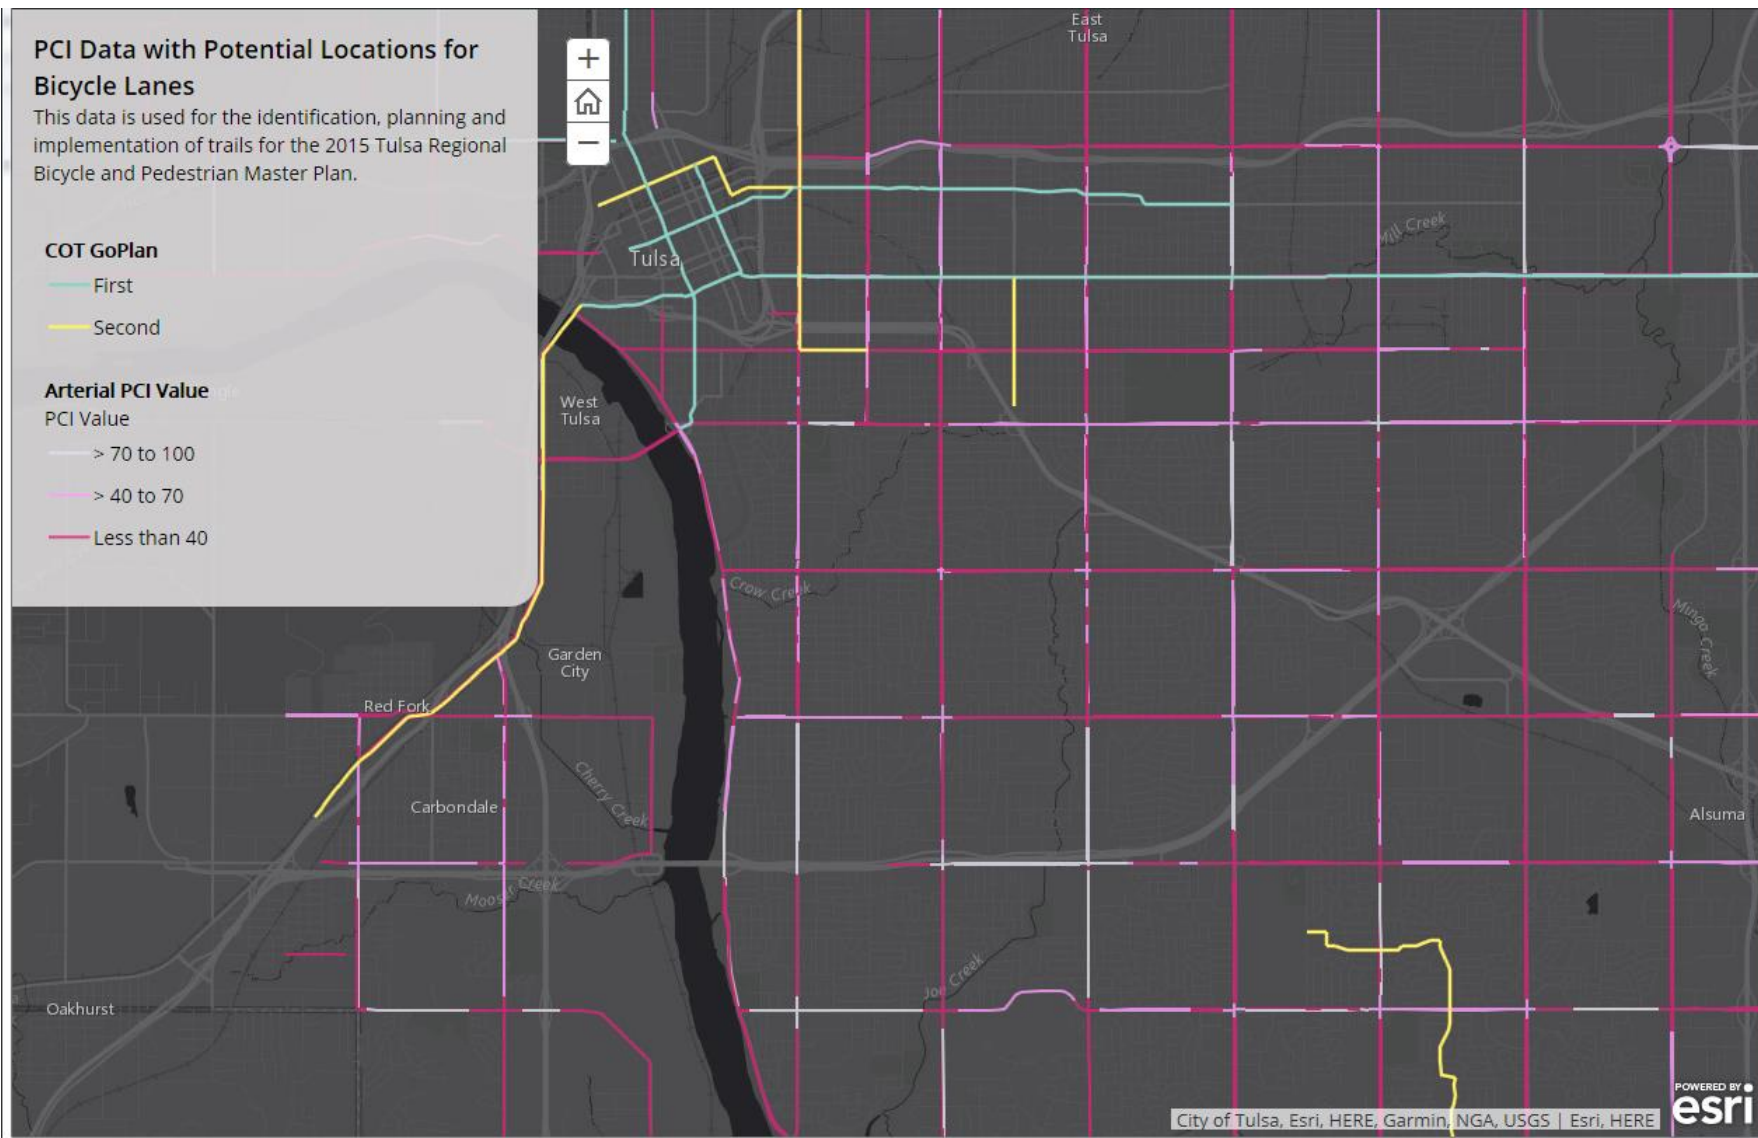 PCI Data with Potential Locations for
Bicycle Lanes
This data is used for the identification, planning and
implementation of trails for the 2015 Tulsa Regional
Bicycle and Pedestrian Master Plan.
COT GoPlan
First
Second
Arterial PCI Value
PCI Value
> 70 to 100
> 40 to 70
Less than 40
+
−
East
Tulsa
Mill Creek
Tulsa
West
Tulsa
Crow Creek
Garden
City
Mingo Creek
Red Fork
Cherry Creek
Carbondale
Alsuma
Mooser Creek
Joe Creek
Oakhurst
POWERED BY
esri
City of Tulsa, Esri, HERE, Garmin, NGA, USGS | Esri, HERE